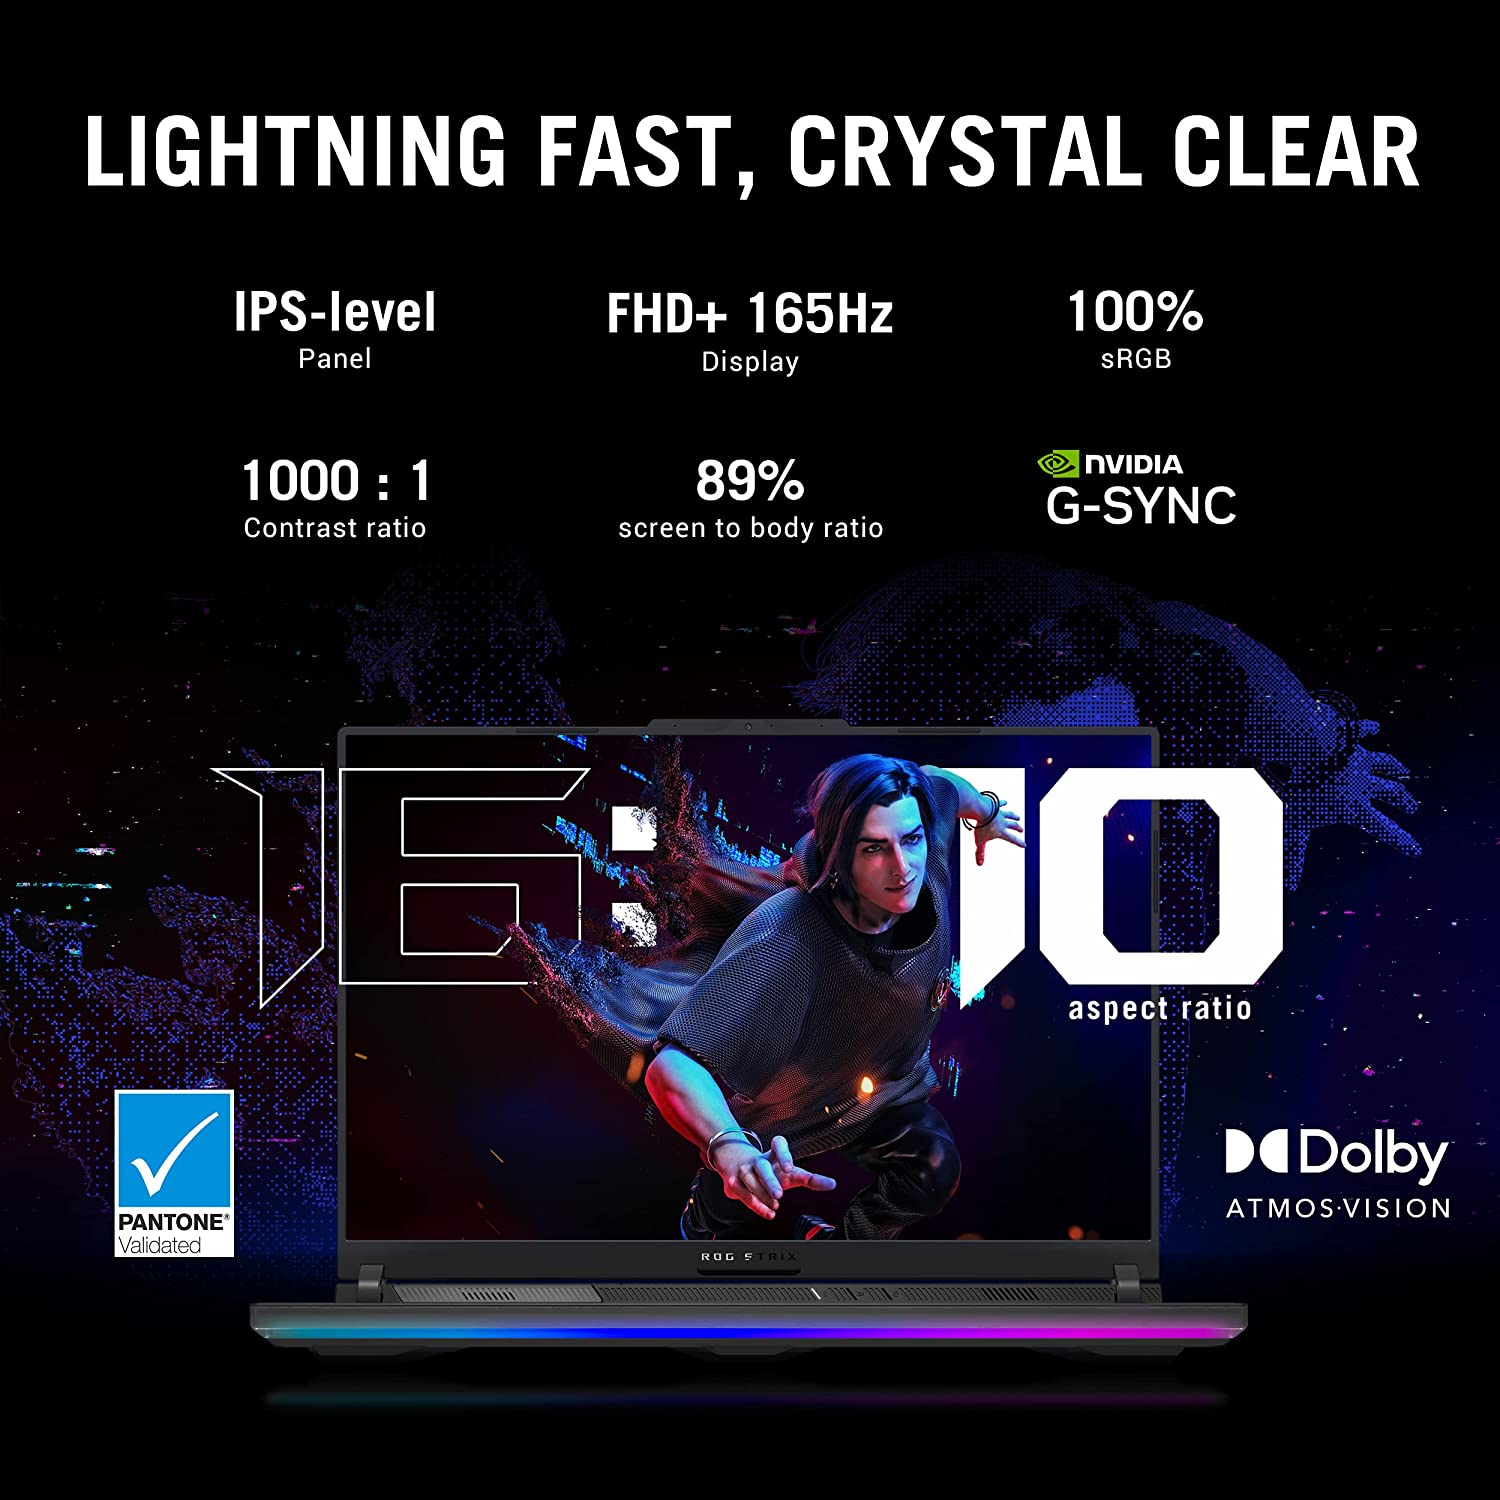 LIGHTNING FAST, CRYSTAL CLEAR
IPS-level
Panel
FHD+ 165Hz
Display
100%
sRGB
1000 : 1
Contrast ratio
89%
screen to body ratio
NVIDIA
G-SYNC
16:10
aspect ratio
PANTONE®
Validated
Dolby
ATMOS·VISION
ROG STRIX